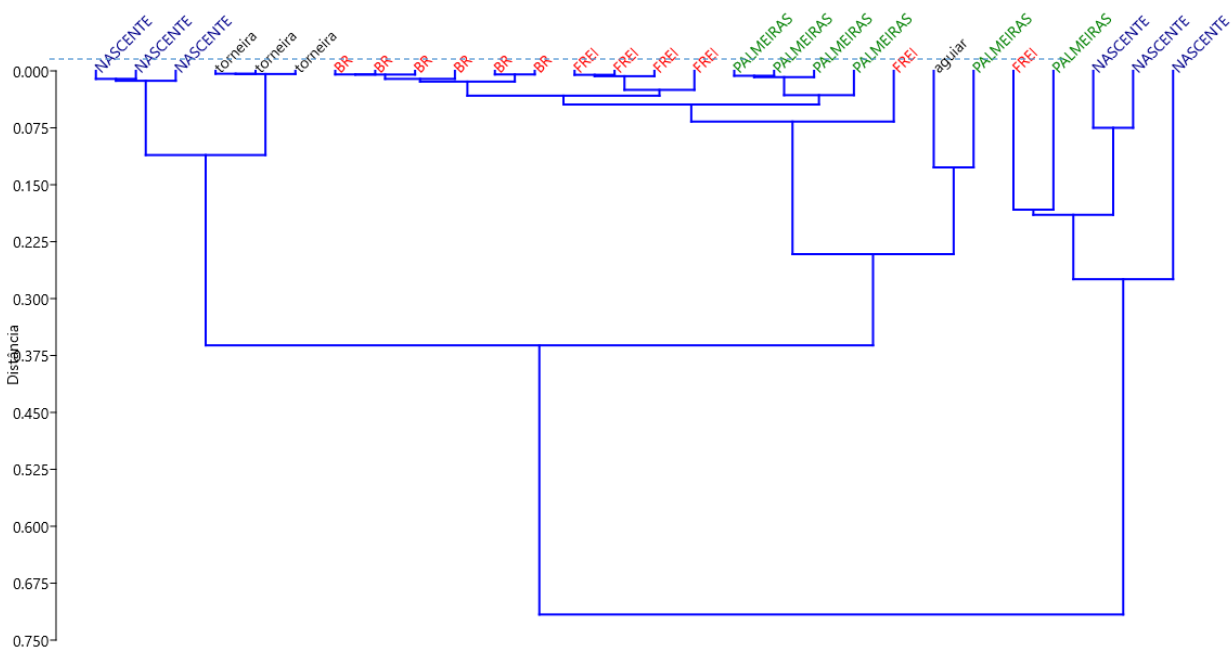 NASCENTE
NASCENTE
NASCENTE
torneira
torneira
torneira
BR
BR
BR
BR
BR
BR
FREI
FREI
FREI
FREI
PALMEIRAS
PALMEIRAS
PALMEIRAS
PALMEIRAS
FREI
aguiar
PALMEIRAS
FREI
PALMEIRAS
NASCENTE
NASCENTE
NASCENTE
0.000
0.075
0.150
0.225
0.300
0.375
0.450
0.525
0.600
0.675
0.750
Distância